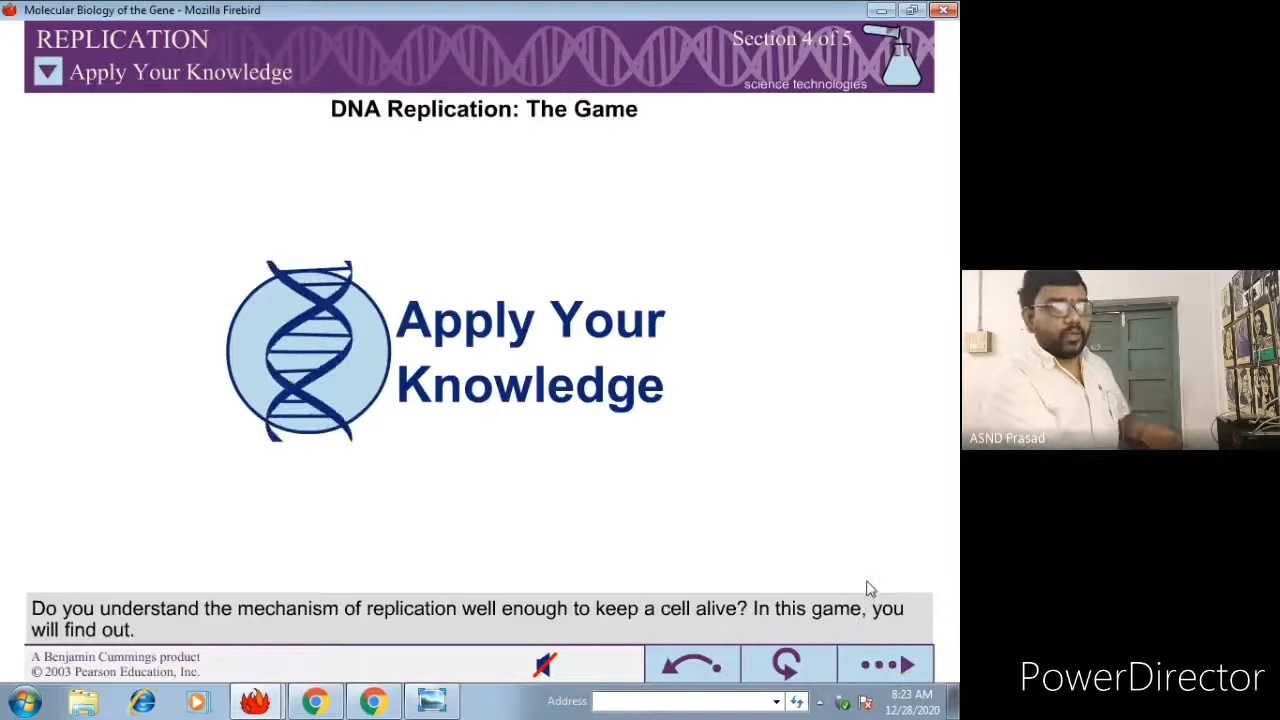 Molecular Biology of the Gene - Mozilla Firebird
REPLICATION
Section 4 of 5
Apply Your Knowledge
science technologies
DNA Replication: The Game
Apply Your
Knowledge
ASND Prasad
Do you understand the mechanism of replication well enough to keep a cell alive? In this game, you
will find out.
A Benjamin Cummings product
© 2003 Pearson Education, Inc.
PowerDirector
Address
8:23 AM
12/28/2020